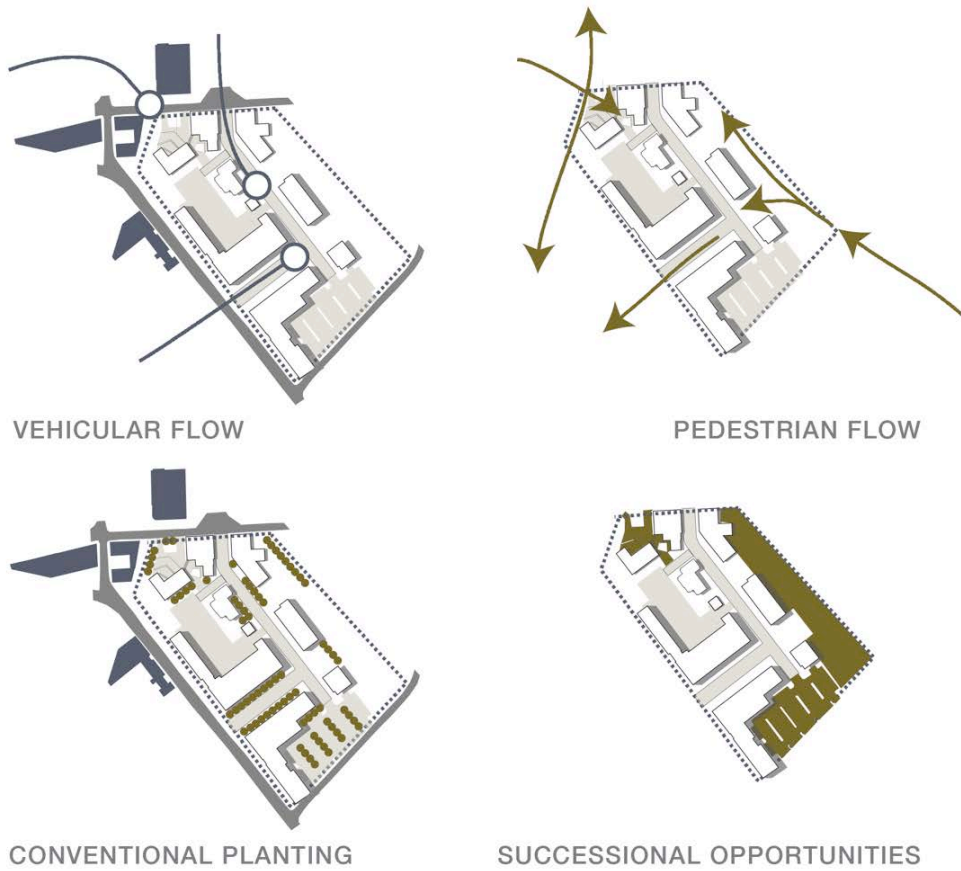 VEHICULAR FLOW
PEDESTRIAN FLOW
CONVENTIONAL PLANTING
SUCCESSIONAL OPPORTUNITIES